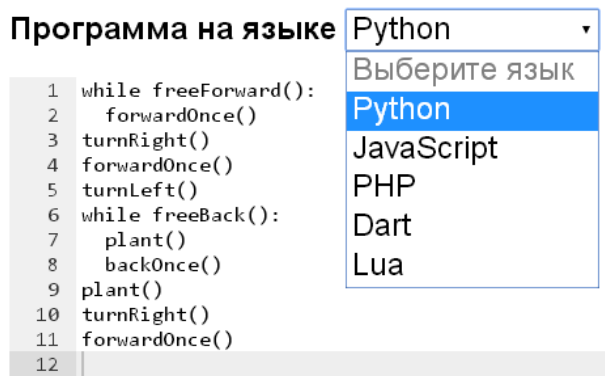 Программа на языке Python
Выберите язык
Python
JavaScript
PHP
Dart
Lua
1 while freeForward():
2   forwardOnce()
3 turnRight()
4 forwardOnce()
5 turnLeft()
6 while freeBack():
7   plant()
8   backOnce()
9 plant()
10 turnRight()
11 forwardOnce()
12